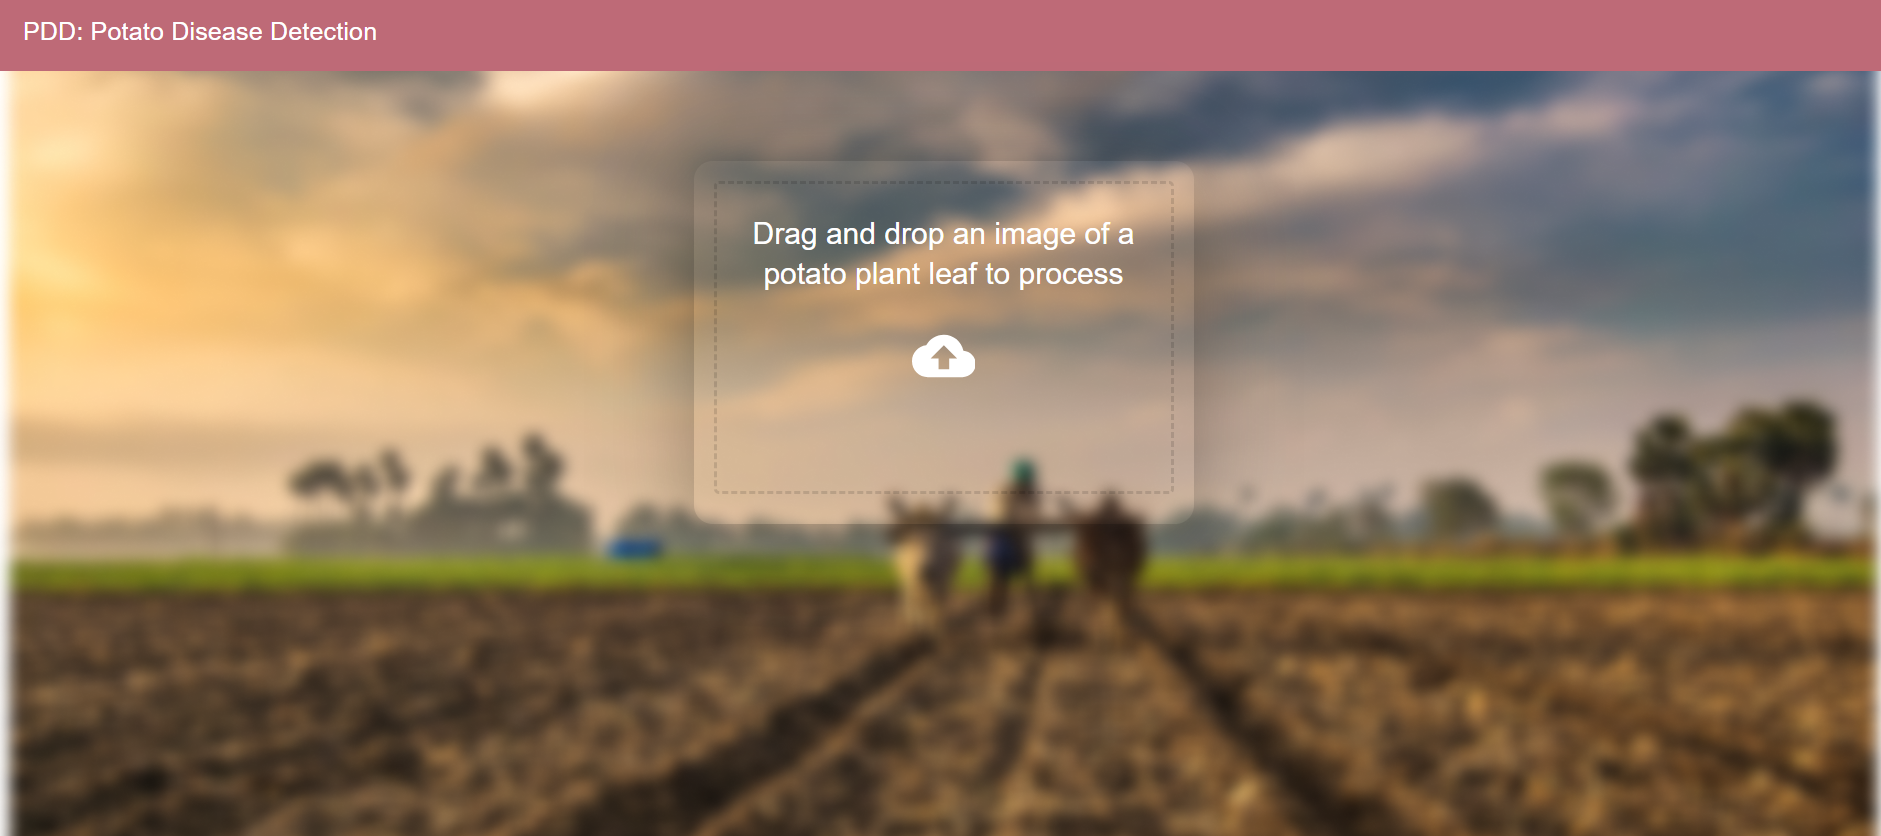 PDD: Potato Disease Detection
Drag and drop an image of a
potato plant leaf to process